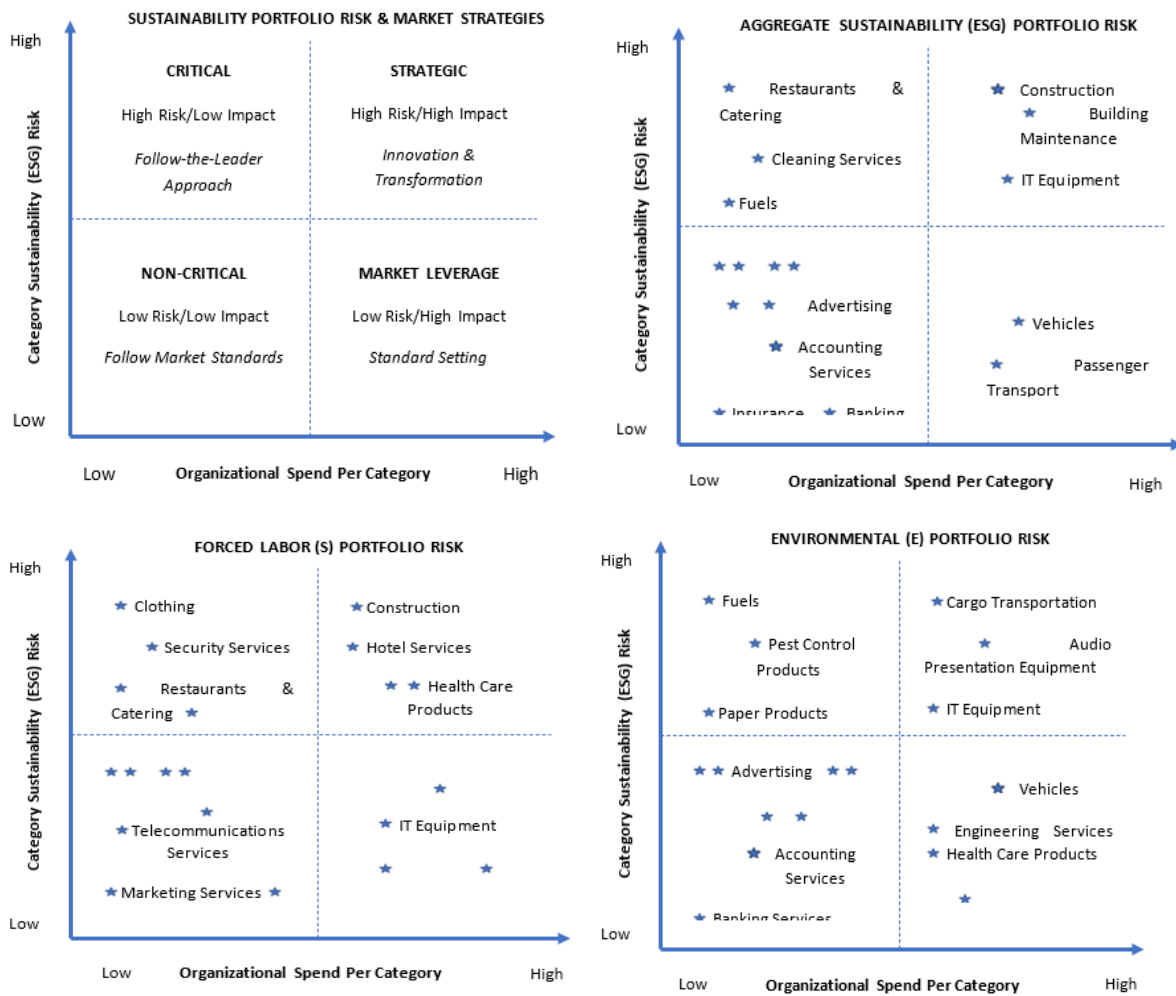 SUSTAINABILITY PORTFOLIO RISK & MARKET STRATEGIES
High
CRITICAL
High Risk/Low Impact
Follow-the-Leader
Approach
STRATEGIC
High Risk/High Impact
Innovation &
Transformation
NON-CRITICAL
Low Risk/Low Impact
Follow Market Standards
MARKET LEVERAGE
Low Risk/High Impact
Standard Setting
Category Sustainability (ESG) Risk
Low
Low
Organizational Spend Per Category
High
AGGREGATE SUSTAINABILITY (ESG) PORTFOLIO RISK
High
Restaurants &
Catering
Cleaning Services
Fuels
Construction
Building
Maintenance
IT Equipment
Advertising
Accounting
Services
Insurance
Banking
Vehicles
Passenger
Transport
Category Sustainability (ESG) Risk
Low
Low
Organizational Spend Per Category
High
FORCED LABOR (S) PORTFOLIO RISK
High
Clothing
Security Services
Restaurants &
Catering
Construction
Hotel Services
Health Care
Products
Telecommunications
Services
Marketing Services
IT Equipment
Category Sustainability (ESG) Risk
Low
Low
Organizational Spend Per Category
High
ENVIRONMENTAL (E) PORTFOLIO RISK
High
Fuels
Pest Control
Products
Paper Products
Cargo Transportation
Audio
Presentation Equipment
IT Equipment
Advertising
Accounting
Services
Banking Services
Vehicles
Engineering Services
Health Care Products
Category Sustainability (ESG) Risk
Low
Low
Organizational Spend Per Category
High